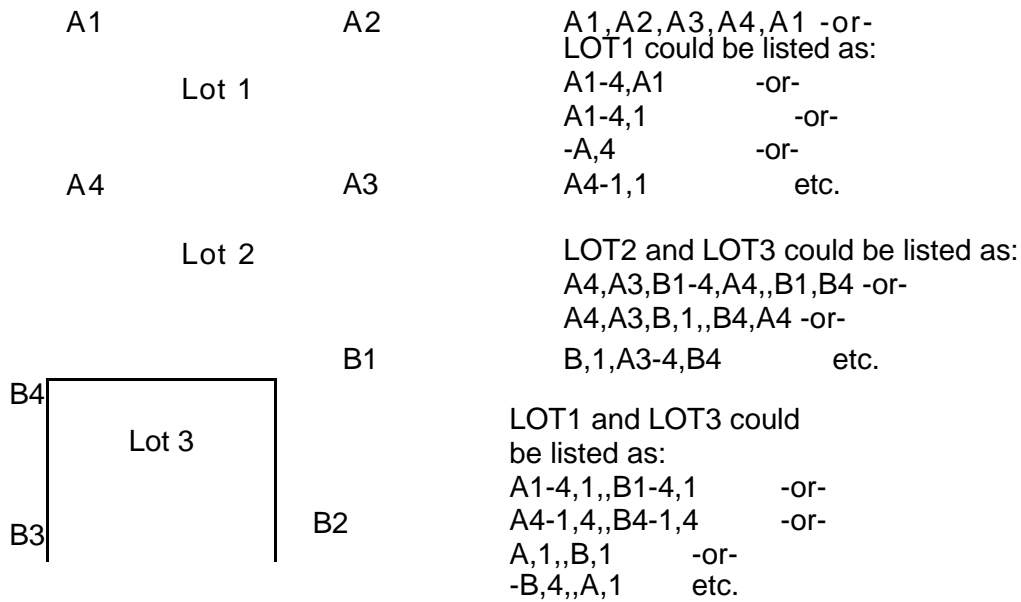 A1 A2 A1,A2,A3,A4,A1 -or-
LOT1 could be listed as:
Lot 1 A1-4,A1 -or-
A1-4,1 -or-
-A,4 -or-
A4 A3 A4-1,1 etc.
Lot 2 LOT2 and LOT3 could be listed as:
A4,A3,B1-4,A4,,B1,B4 -or-
A4,A3,B,1,,B4,A4 -or-
B1 B,1,A3-4,B4 etc.
B4
LOT1 and LOT3 could
Lot 3 be listed as:
A1-4,1,,B1-4,1 -or-
B3 B2 A4-1,4,,B4-1,4 -or-
A,1,,B,1 -or-
-B,4,,A,1 etc.